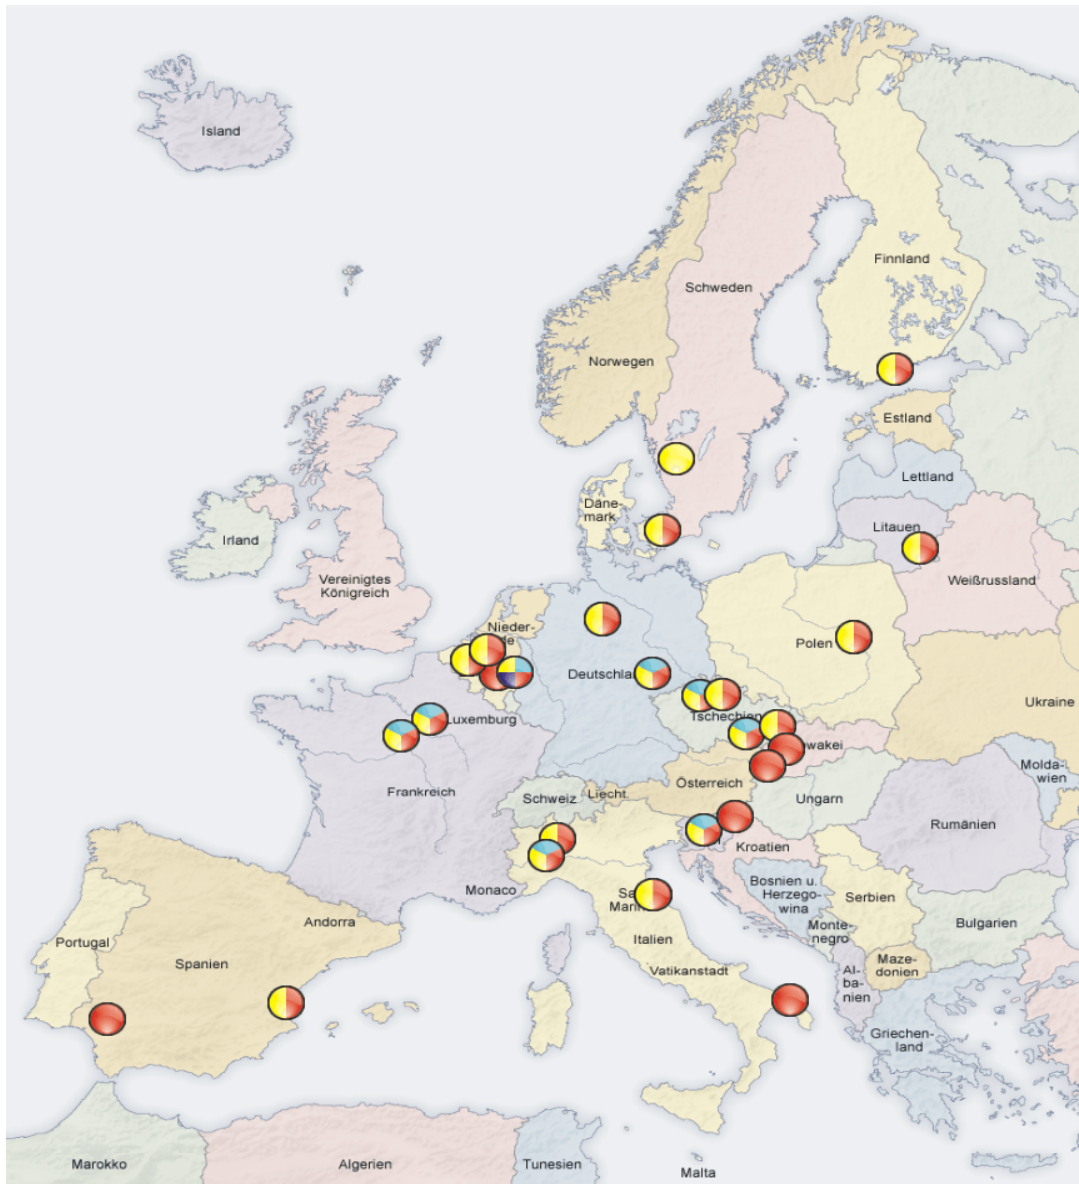 Island
Finnland
Schweden
Norwegen
Estland
Lettland
Däne-
mark
Litauen
Irland
Vereinigtes
Königreich
Weißrussland
Nieder-
de
Polen
Deutschla
Ukraine
Luxemburg
Tschechien
wakei
Molda-
wien
Österreich
Frankreich
Schweiz
Liecht.
Ungarn
Rumänien
Kroatien
Monaco
Bosnien u.
Herzego-
wina
Sa
Marin
Serbien
Andorra
Bulgarien
Portugal
Monte-
negro
Italien
Spanien
Vatikanstadt
Maze-
donien
Al-
ba-
nien
Griechen-
land
Marokko
Algerien
Tunesien
Malta